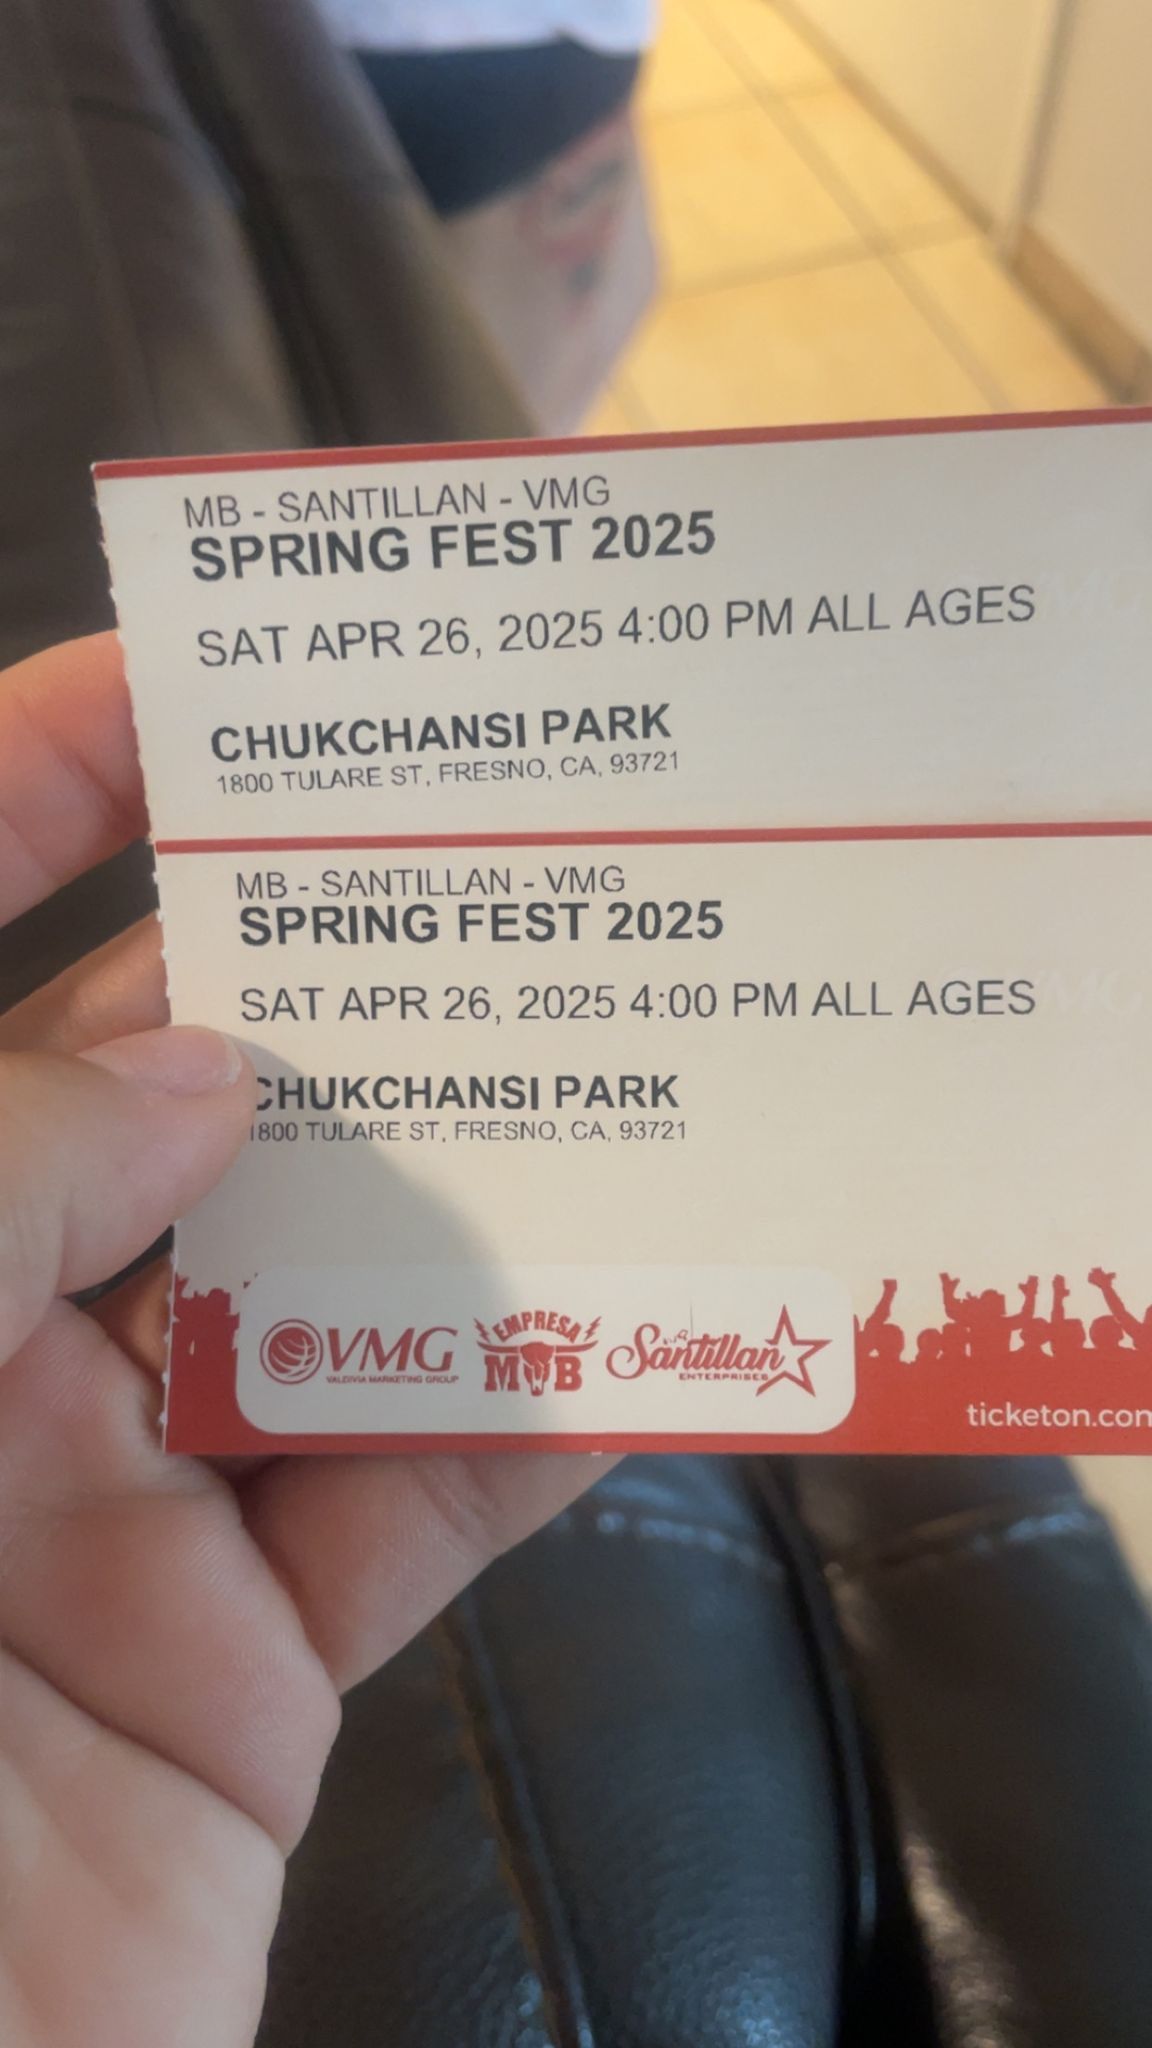 MB - SANTILLAN - VMG
SPRING FEST 2025
SAT APR 26, 2025 4:00 PM ALL AGES
CHUKCHANSI PARK
1800 TULARE ST, FRESNO, CA, 93721
MB - SANTILLAN - VMG
SPRING FEST 2025
SAT APR 26, 2025 4:00 PM ALL AGES
CHUKCHANSI PARK
1800 TULARE ST, FRESNO, CA, 93721
VMG
VALDIVIA MARKETING GROUP
EMPRESA
MB
Santillan
ENTERPRISES
ticketon.com